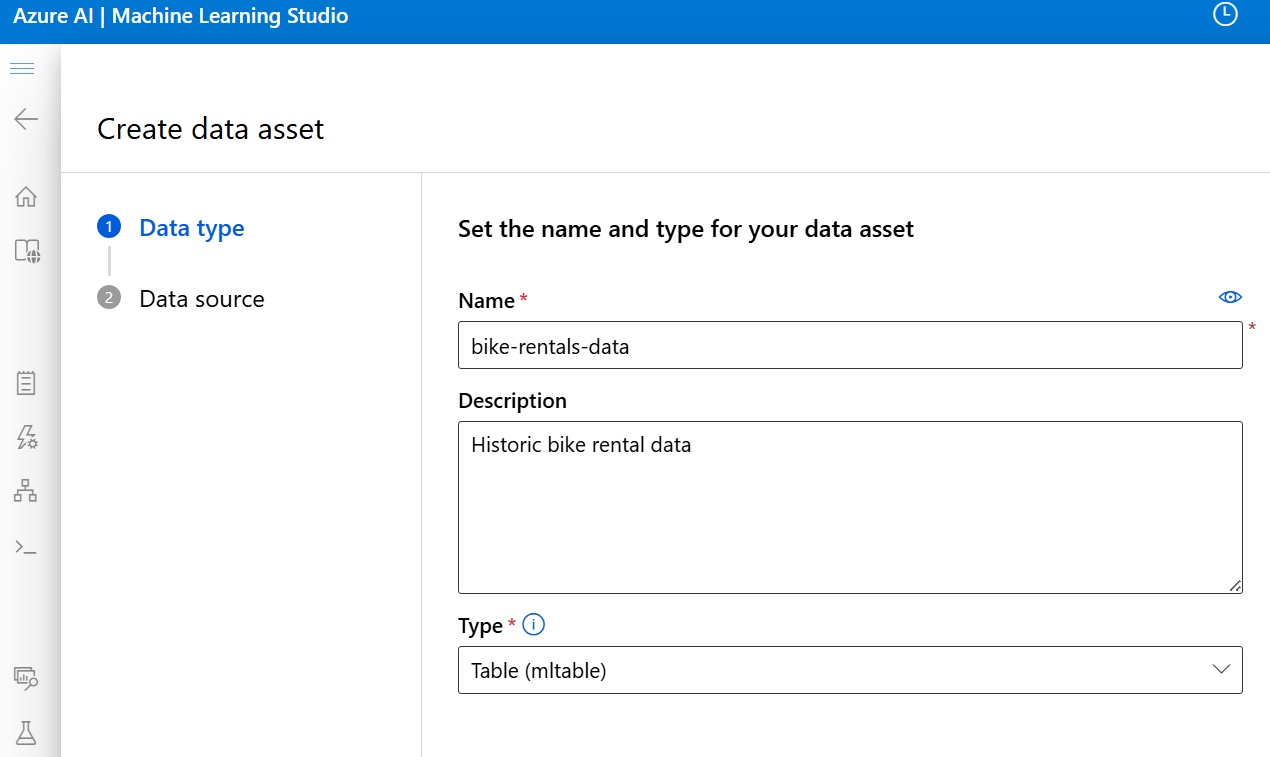 Azure AI | Machine Learning Studio
Create data asset
1 Data type
2 Data source
Set the name and type for your data asset
Name *
bike-rentals-data
*
Description
Historic bike rental data
Type * i
Table (mltable)